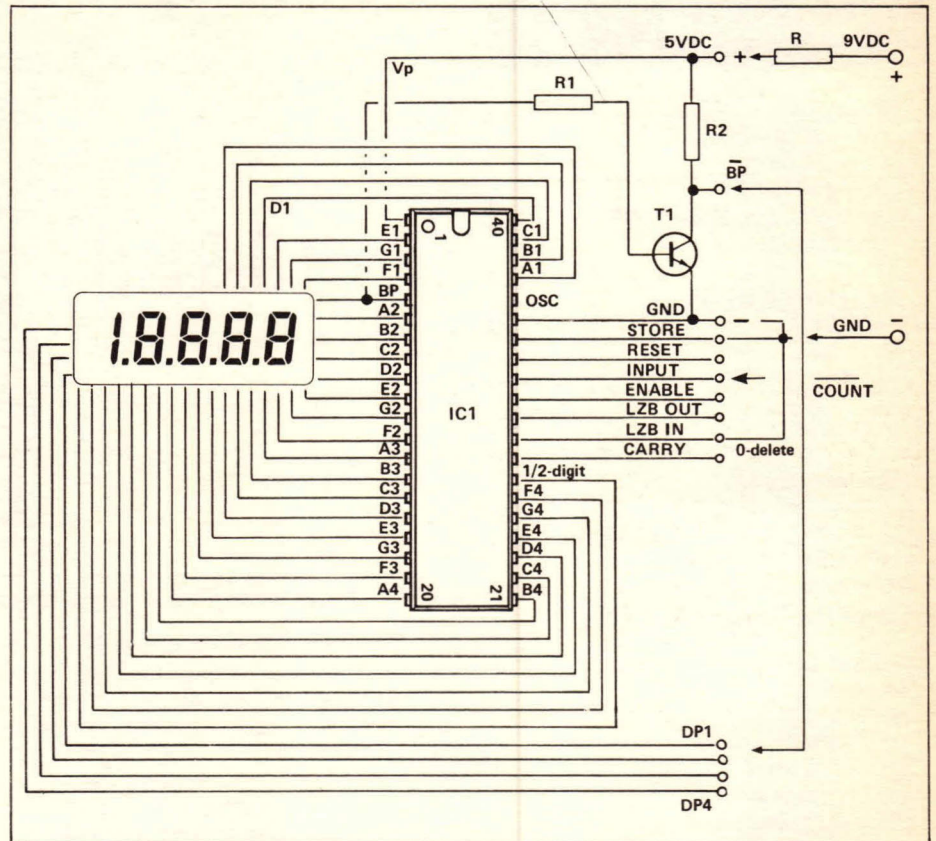 5VDC
+
R
9VDC
+
Vp
R1
R2
B̅P̅
T1
D1
E1
G1
F1
BP
A2
B2
C2
D2
E2
G2
F2
A3
B3
C3
D3
E3
G3
F3
A4
1
40
IC1
20
21
C1
B1
A1
OSC
GND
STORE
RESET
INPUT
ENABLE
LZB OUT
LZB IN
CARRY
1/2-digit
F4
G4
E4
D4
C4
B4
-
GND
-
C̅O̅U̅N̅T̅
0-delete
1.8.8.8.8
DP1
DP4